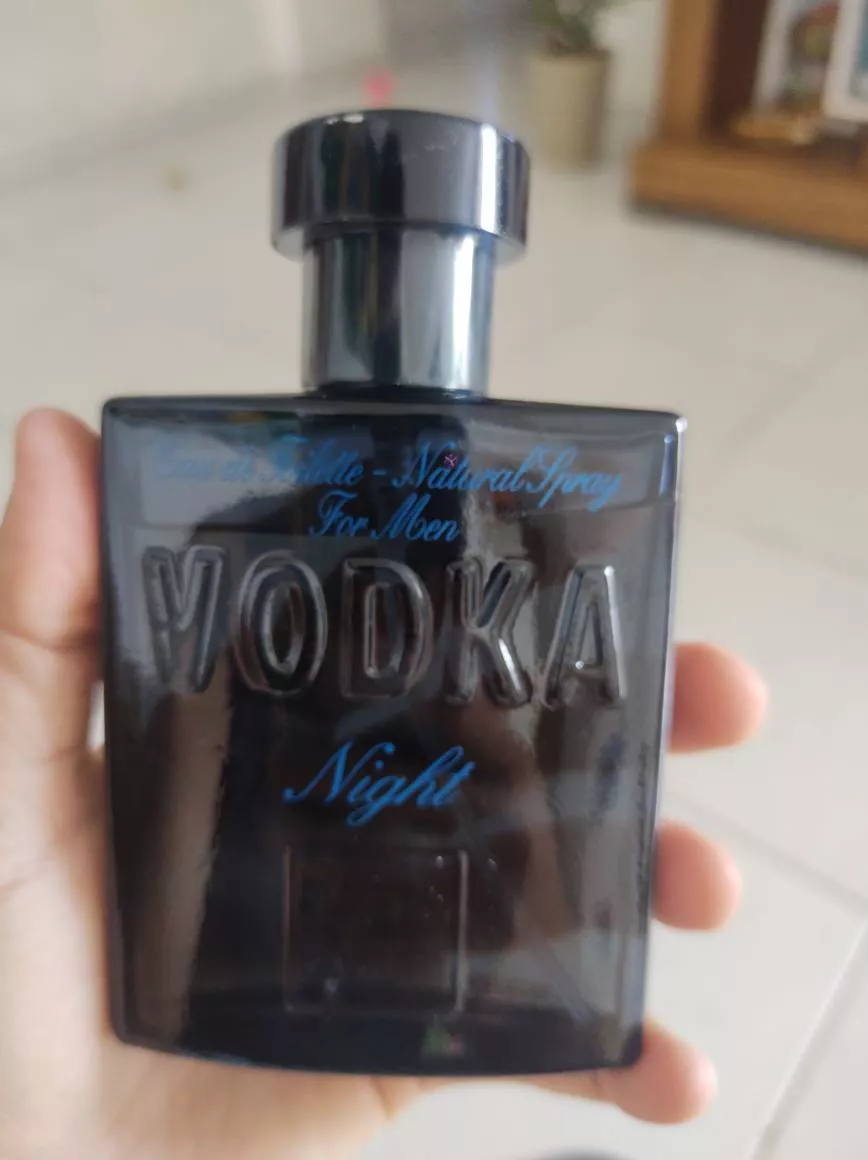 Eau de Toilette - Natural Spray
For Men
VODKA
Night